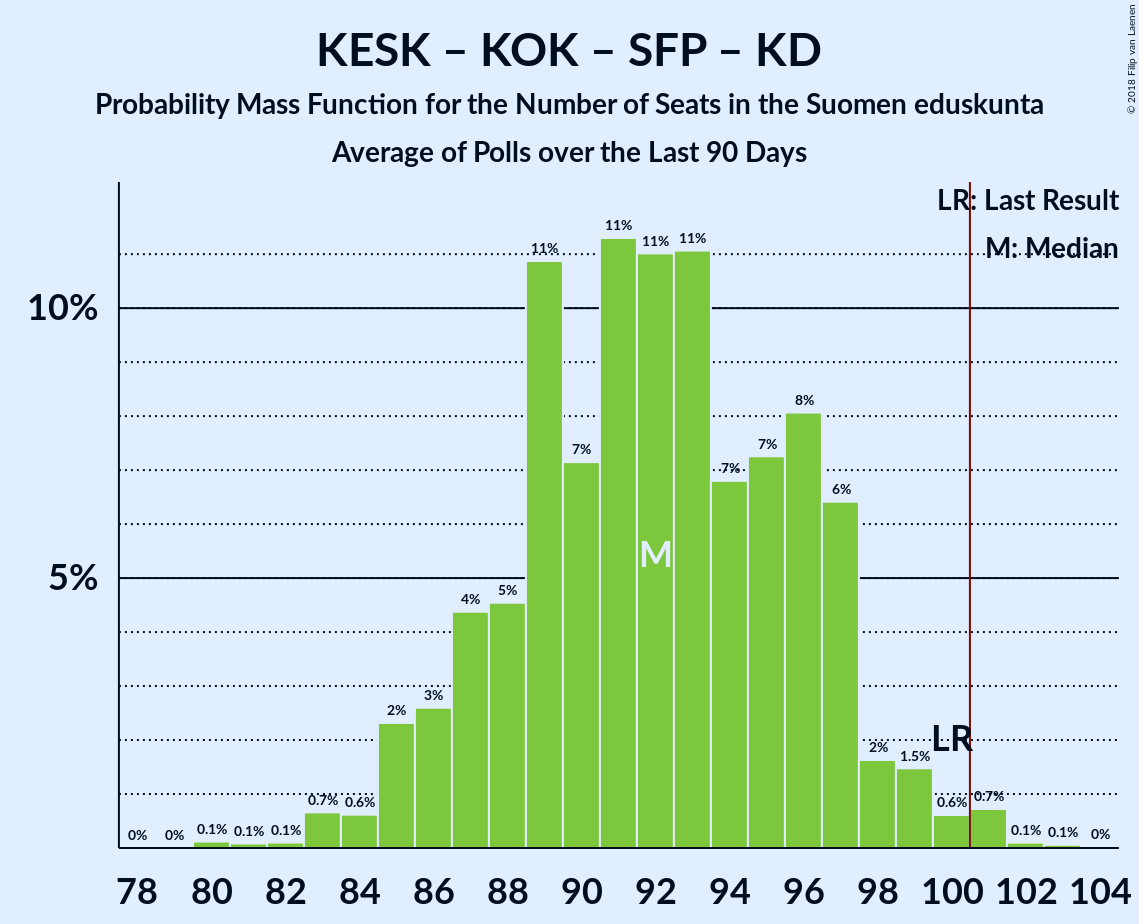 KESK – KOK – SFP – KD
Probability Mass Function for the Number of Seats in the Suomen eduskunta
Average of Polls over the Last 90 Days
© 2018 Filip van Laenen
LR: Last Result
M: Median
10%
5%
0% 0% 0.1% 0.1% 0.1% 0.7% 0.6% 2% 3% 4% 5% 11% 7% 11% 11% 11% 7% 7% 8% 6% 2% 1.5% 0.6% 0.7% 0.1% 0.1% 0%
M
LR
78 80 82 84 86 88 90 92 94 96 98 100 102 104